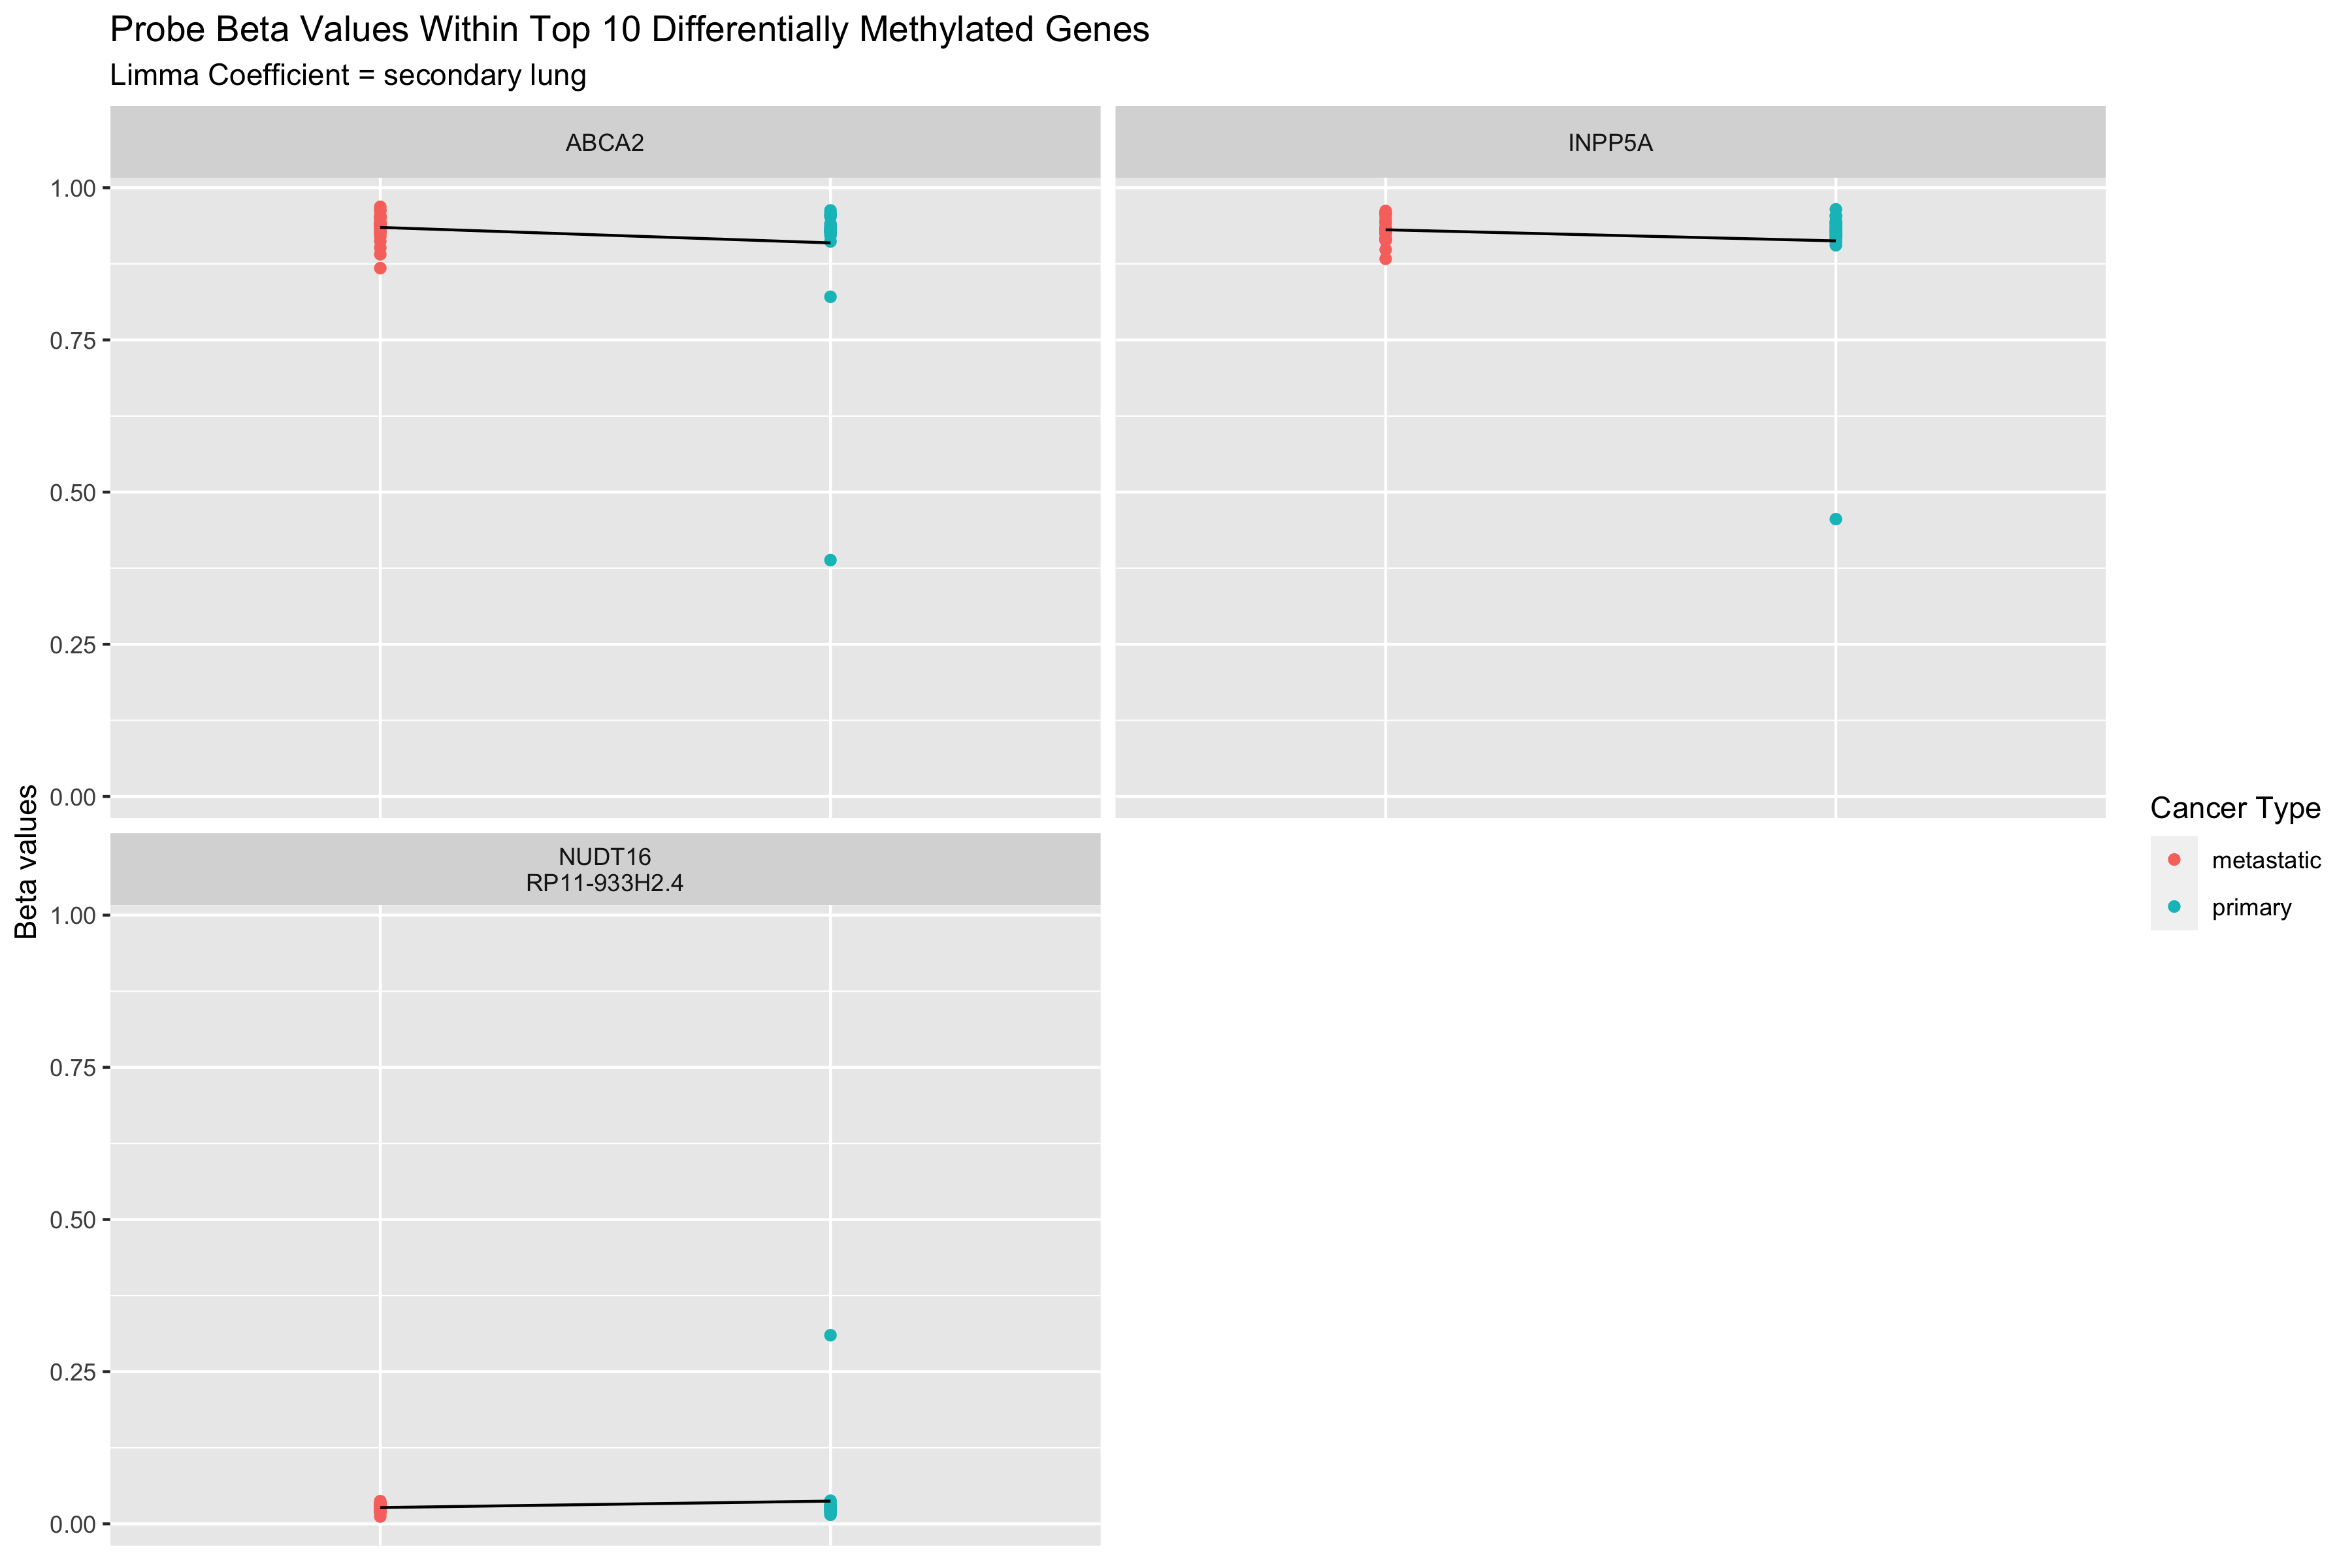 Probe Beta Values Within Top 10 Differentially Methylated Genes
Limma Coefficient = secondary lung
ABCA2
INPP5A
1.00
0.75
0.50
0.25
0.00
NUDT16
RP11-933H2.4
1.00
0.75
0.50
0.25
0.00
Beta values
Cancer Type
metastatic
primary